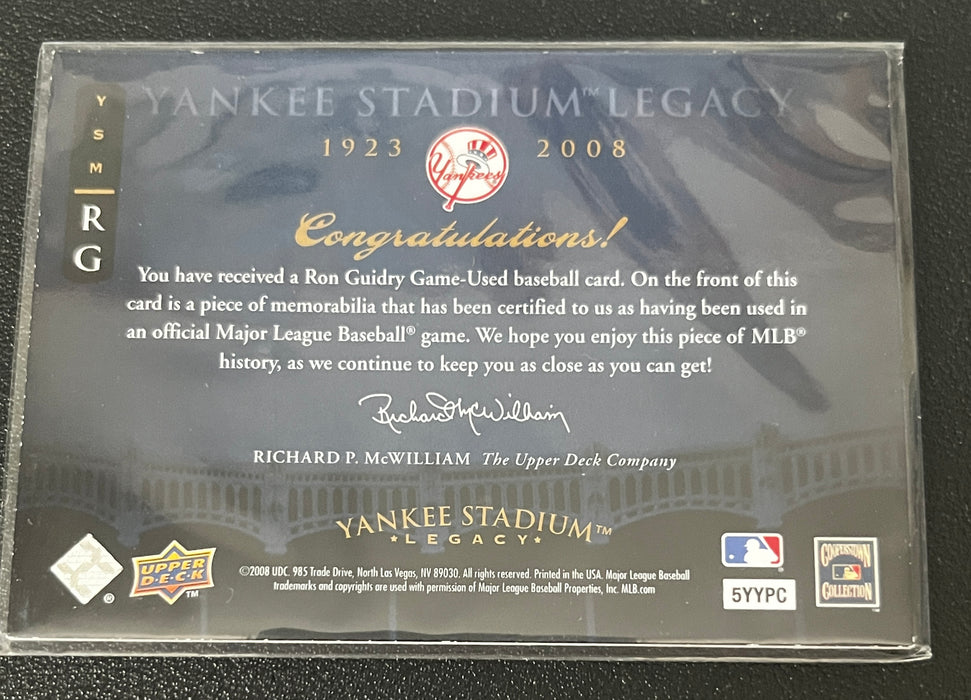 YANKEE STADIUM™ LEGACY
1923 2008
Yankees
Y
S
M
R
G
Congratulations!
You have received a Ron Guidry Game-Used baseball card. On the front of this
card is a piece of memorabilia that has been certified to us as having been used in
an official Major League Baseball® game. We hope you enjoy this piece of MLB®
history, as we continue to keep you as close as you can get!
Richard P. McWilliam
RICHARD P. McWILLIAM The Upper Deck Company
YANKEE STADIUM™
★LEGACY★
®
UPPER
D·E·C·K
TM
©2008 UDC. 985 Trade Drive, North Las Vegas, NV 89030. All rights reserved. Printed in the USA. Major League Baseball
trademarks and copyrights are used with permission of Major League Baseball Properties, Inc. MLB.com
5YYPC
COOPERSTOWN
COLLECTION